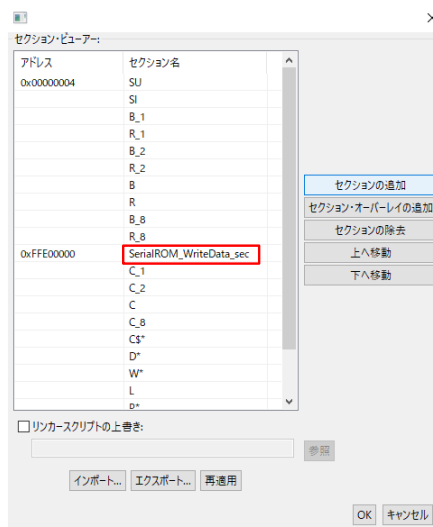 セクション・ビューアー:
アドレス セクション名
0x00000004 SU
SI
B_1
R_1
B_2
R_2
B
R
B_8
R_8
0xFFE00000 SerialROM_WriteData_sec
C_1
C_2
C
C_8
C$*
D*
W*
L
P*
セクションの追加
セクション・オーバーレイの追加
セクションの除去
上へ移動
下へ移動
リンカースクリプトの上書き:
参照
インポート... エクスポート... 再適用
OK キャンセル